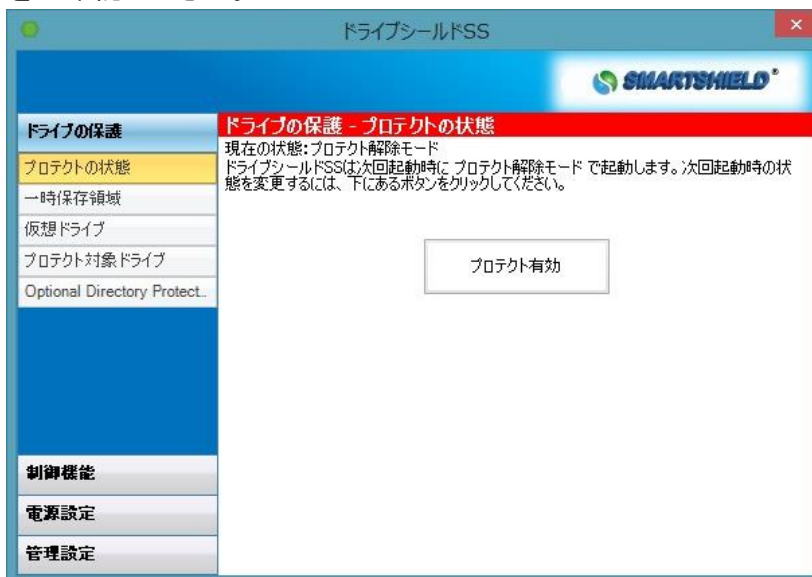 ドライブシールドSS
SMARTSHIELD®
ドライブの保護
プロテクトの状態
一時保存領域
仮想ドライブ
プロテクト対象ドライブ
Optional Directory Protect..
制御機能
電源設定
管理設定
ドライブの保護 - プロテクトの状態
現在の状態:プロテクト解除モード
ドライブシールドSSは次回起動時に プロテクト解除モード で起動します。次回起動時の状
態を変更するには、下にあるボタンをクリックしてください。
プロテクト有効